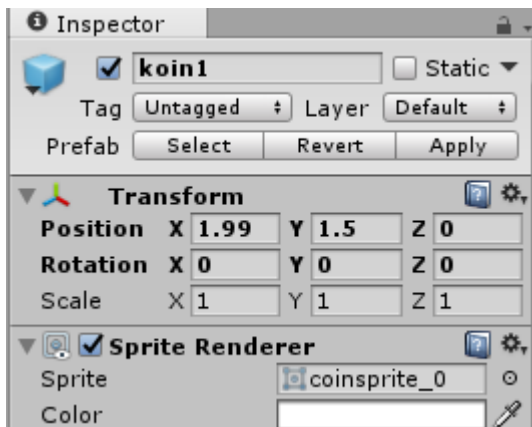 Inspector
koin1 Static
Tag Untagged Layer Default
Prefab Select Revert Apply
Transform
Position X 1.99 Y 1.5 Z 0
Rotation X 0 Y 0 Z 0
Scale X 1 Y 1 Z 1
Sprite Renderer
Sprite coinsprite_0
Color